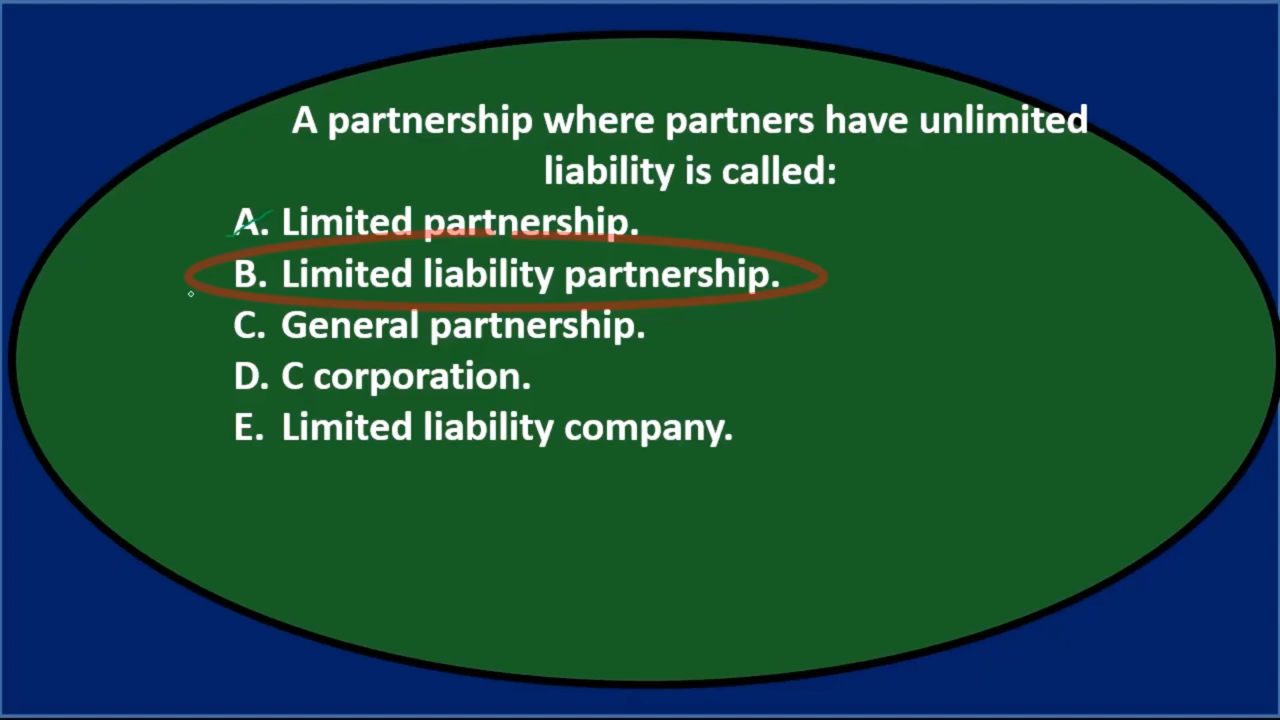 A partnership where partners have unlimited
liability is called:
A. Limited partnership.
B. Limited liability partnership.
C. General partnership.
D. C corporation.
E. Limited liability company.